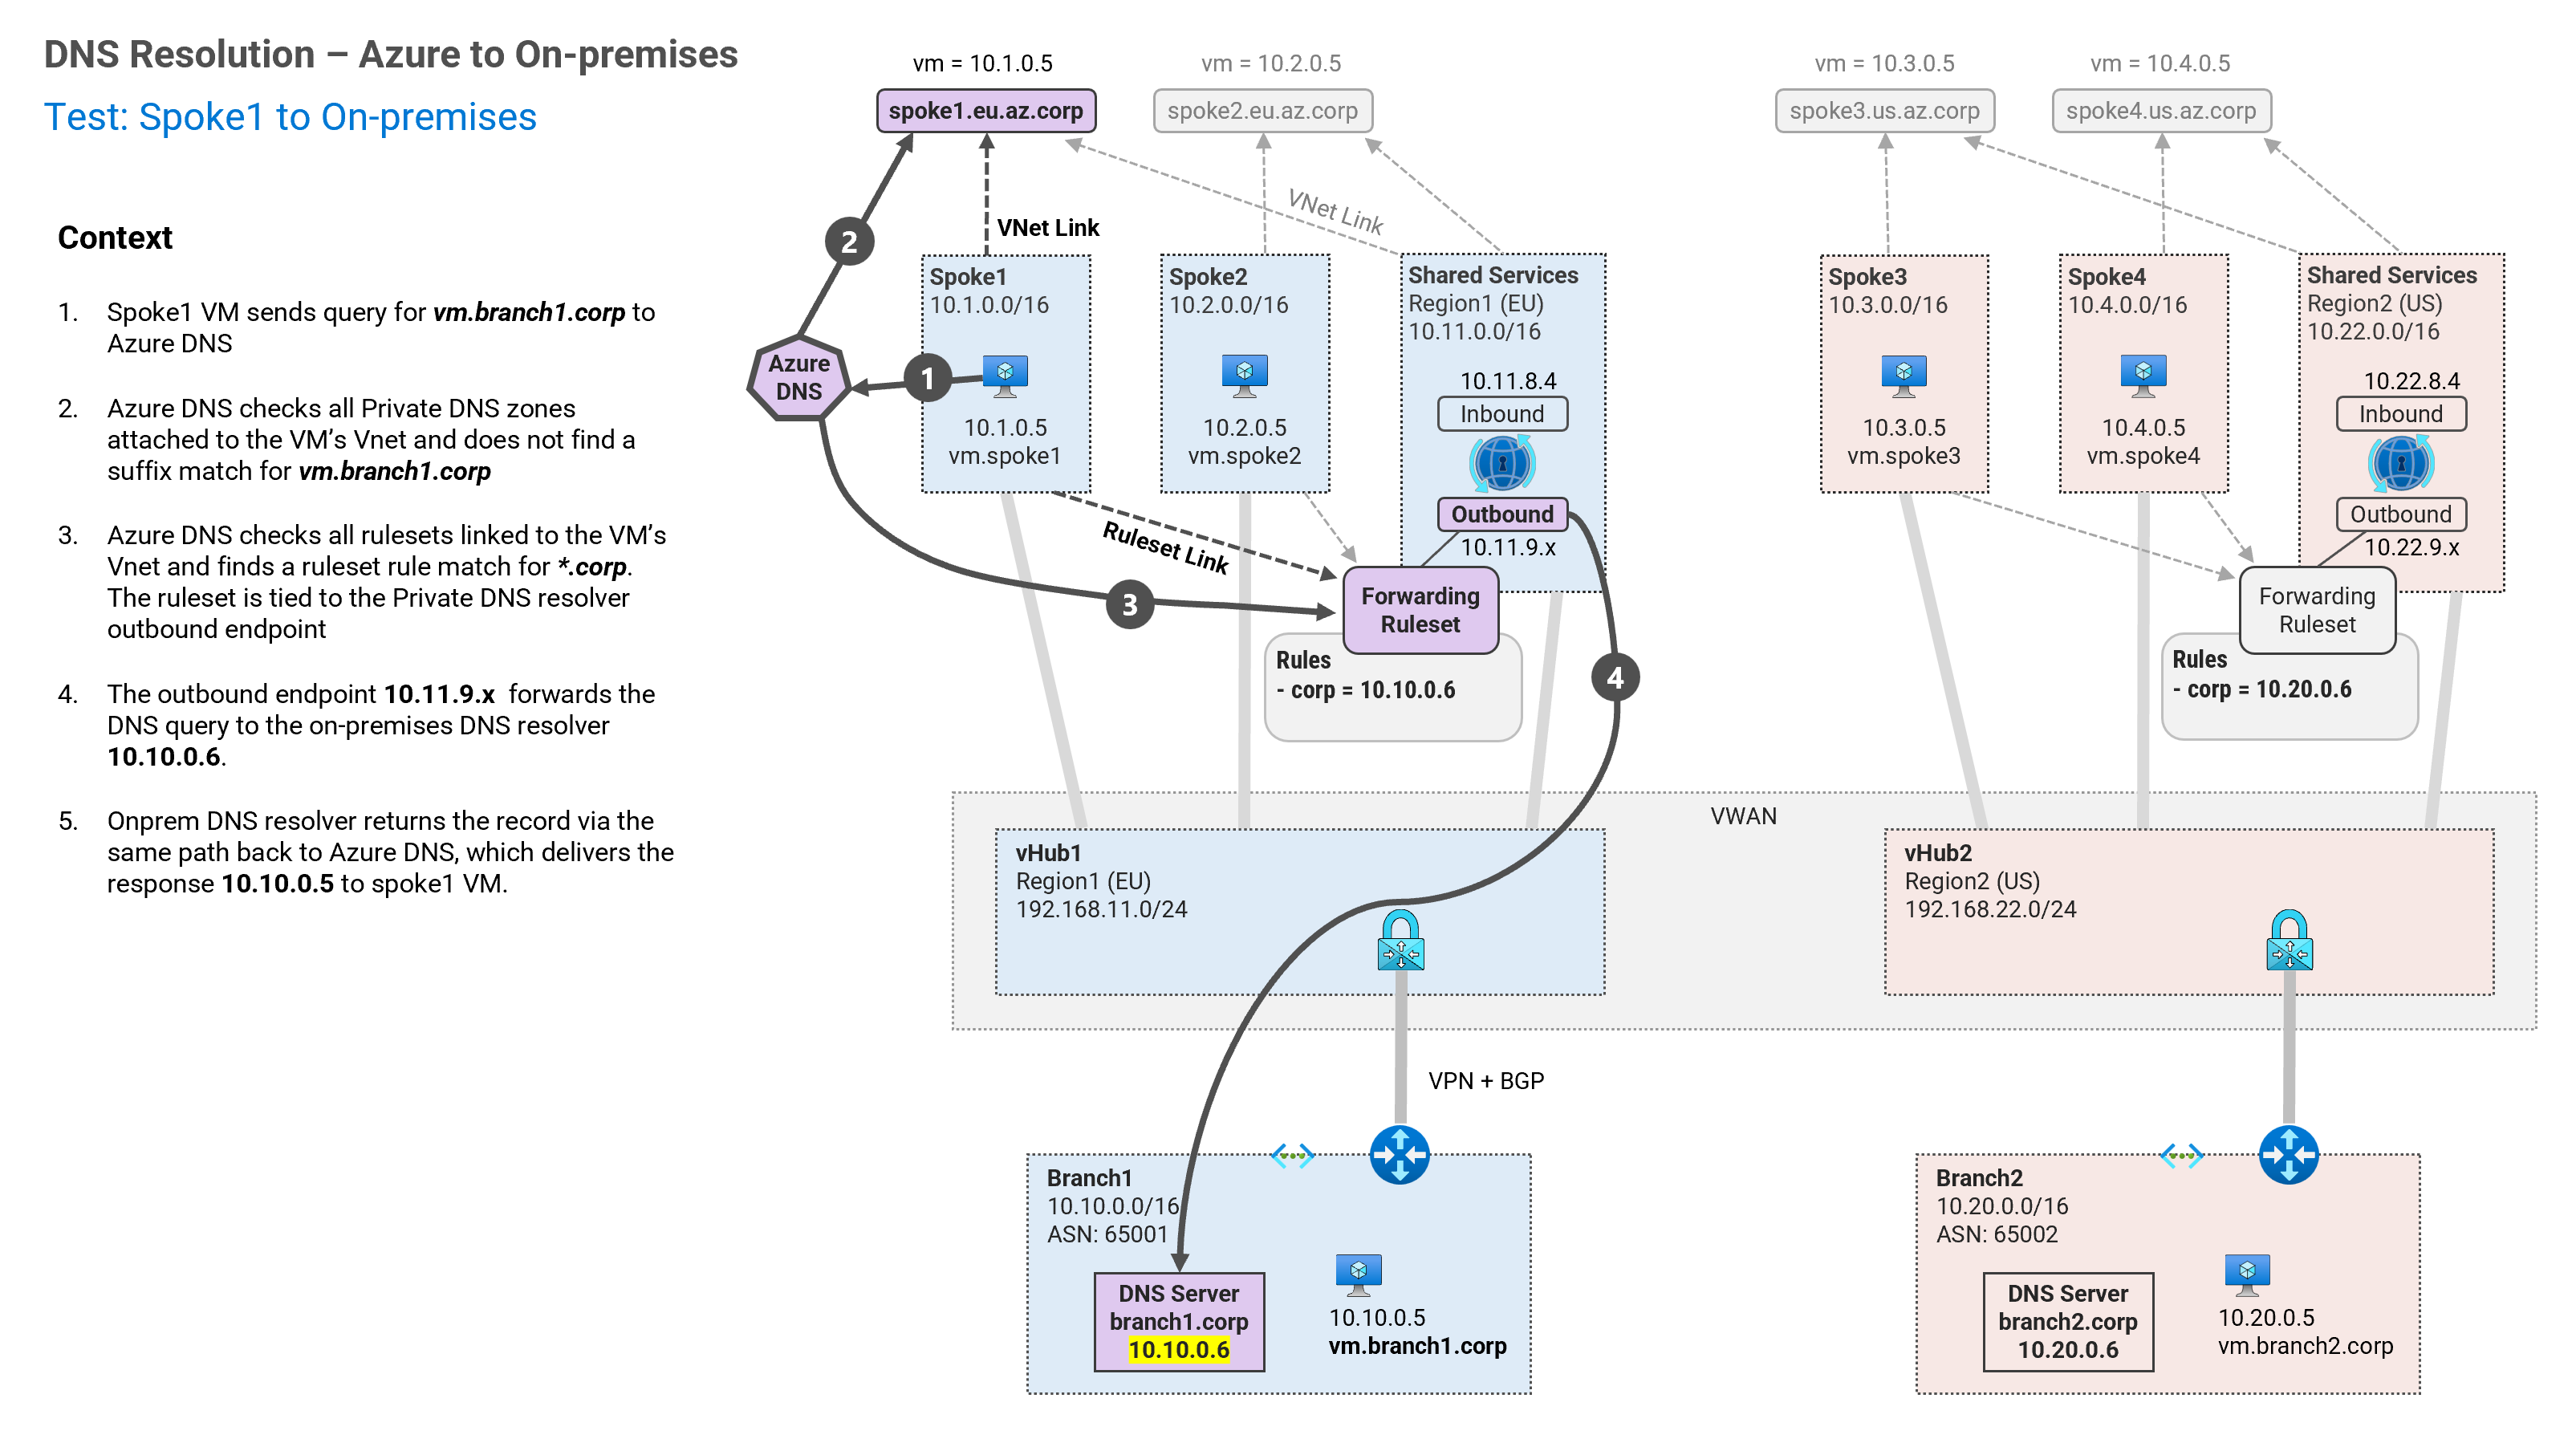 DNS Resolution – Azure to On-premises
Test: Spoke1 to On-premises
Context
1. Spoke1 VM sends query for vm.branch1.corp to
Azure DNS
2. Azure DNS checks all Private DNS zones
attached to the VM’s Vnet and does not find a
suffix match for vm.branch1.corp
3. Azure DNS checks all rulesets linked to the VM’s
Vnet and finds a ruleset rule match for *.corp.
The ruleset is tied to the Private DNS resolver
outbound endpoint
4. The outbound endpoint 10.11.9.x forwards the
DNS query to the on-premises DNS resolver
10.10.0.6.
5. Onprem DNS resolver returns the record via the
same path back to Azure DNS, which delivers the
response 10.10.0.5 to spoke1 VM.
vm = 10.1.0.5
spoke1.eu.az.corp
vm = 10.2.0.5
spoke2.eu.az.corp
vm = 10.3.0.5
spoke3.us.az.corp
vm = 10.4.0.5
spoke4.us.az.corp
2
VNet Link
VNet Link
Azure
DNS
1
Spoke1
10.1.0.0/16
10.1.0.5
vm.spoke1
Spoke2
10.2.0.0/16
10.2.0.5
vm.spoke2
Shared Services
Region1 (EU)
10.11.0.0/16
10.11.8.4
Inbound
Outbound
10.11.9.x
Spoke3
10.3.0.0/16
10.3.0.5
vm.spoke3
Spoke4
10.4.0.0/16
10.4.0.5
vm.spoke4
Shared Services
Region2 (US)
10.22.0.0/16
10.22.8.4
Inbound
Outbound
10.22.9.x
Ruleset Link
3
Forwarding
Ruleset
Rules
- corp = 10.10.0.6
4
Forwarding
Ruleset
Rules
- corp = 10.20.0.6
VWAN
vHub1
Region1 (EU)
192.168.11.0/24
vHub2
Region2 (US)
192.168.22.0/24
VPN + BGP
Branch1
10.10.0.0/16
ASN: 65001
DNS Server
branch1.corp
10.10.0.6
10.10.0.5
vm.branch1.corp
Branch2
10.20.0.0/16
ASN: 65002
DNS Server
branch2.corp
10.20.0.6
10.20.0.5
vm.branch2.corp